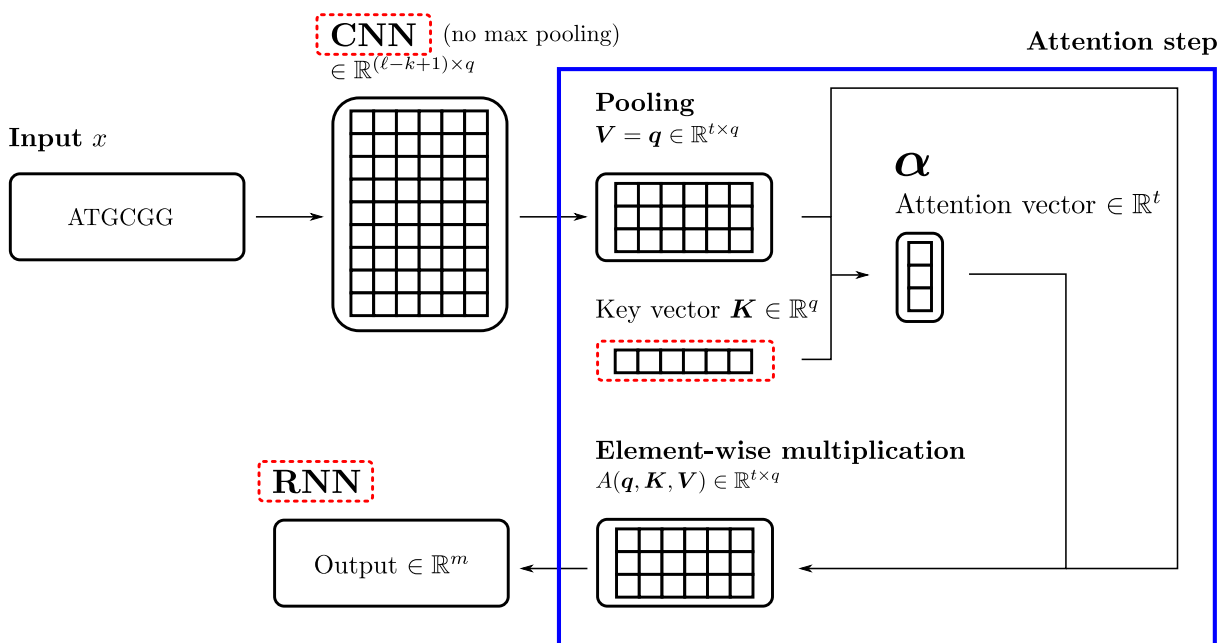 CNN (no max pooling)
∈ ℝ^{(ℓ−k+1)×q}
Attention step
Input x
Pooling
V = q ∈ ℝ^{t×q}
ATGCGG
α
Attention vector ∈ ℝ^t
Key vector K ∈ ℝ^q
Element-wise multiplication
A(q, K, V) ∈ ℝ^{t×q}
RNN
Output ∈ ℝ^m